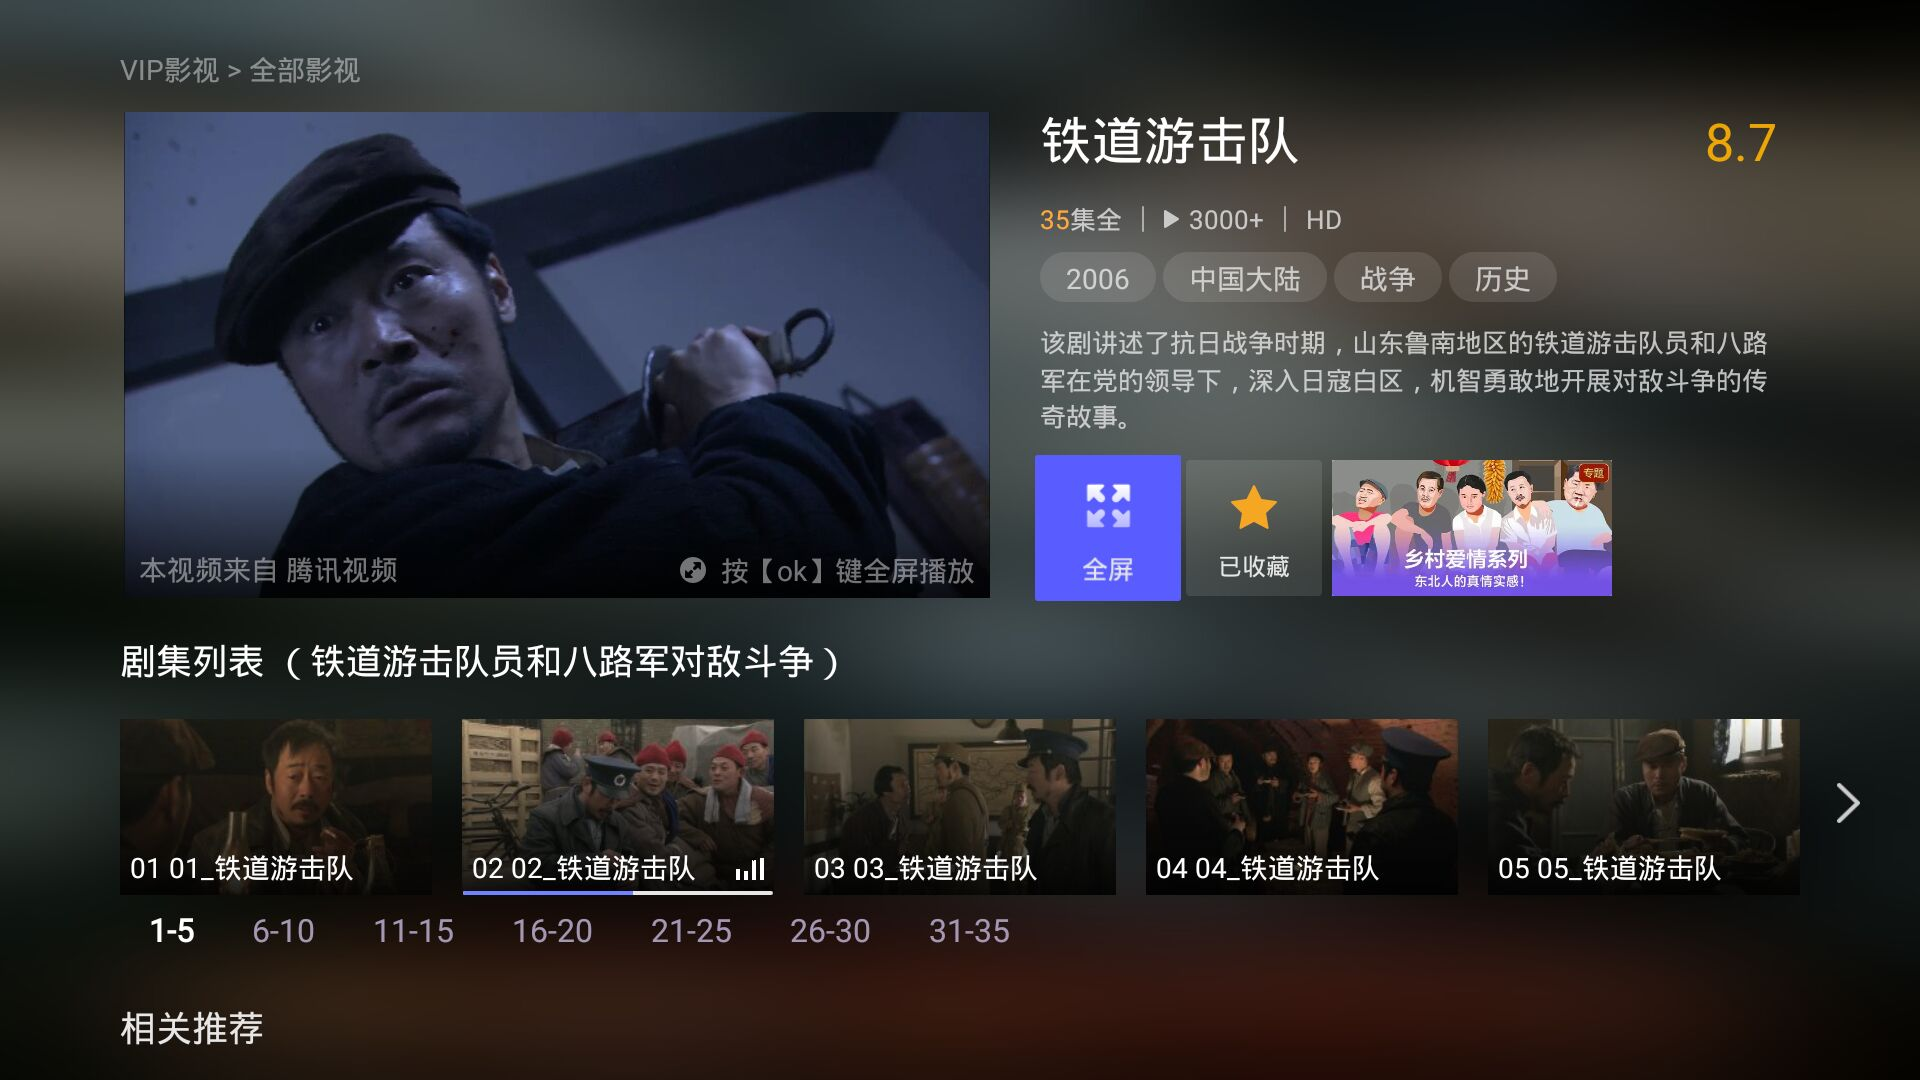 VIP影视 > 全部影视
铁道游击队
8.7
35集全 | 3000+ | HD
2006 中国大陆 战争 历史
该剧讲述了抗日战争时期，山东鲁南地区的铁道游击队员和八路
军在党的领导下，深入日寇白区，机智勇敢地开展对敌斗争的传
奇故事。
本视频来自 腾讯视频
按【ok】键全屏播放
全屏
已收藏
专题
乡村爱情系列
东北人的真情实感！
剧集列表 （铁道游击队员和八路军对敌斗争）
01 01_铁道游击队
02 02_铁道游击队
03 03_铁道游击队
04 04_铁道游击队
05 05_铁道游击队
1-5 6-10 11-15 16-20 21-25 26-30 31-35
相关推荐